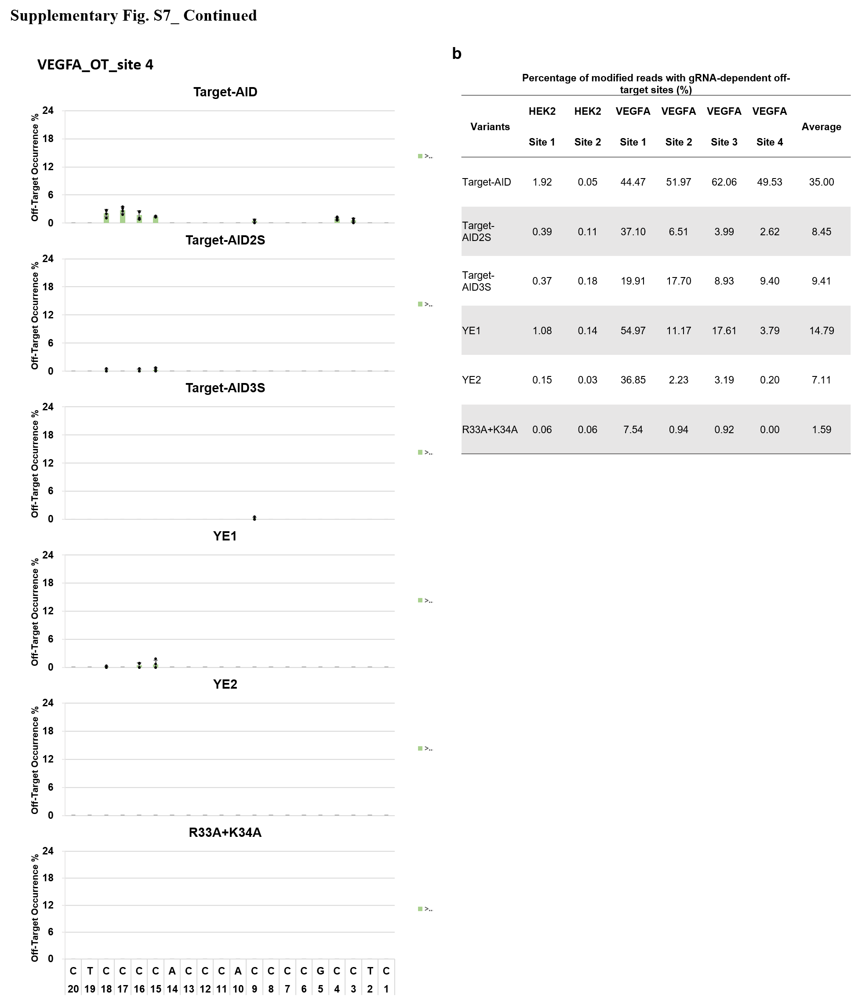 Supplementary Fig. S7_ Continued
VEGFA_OT_site 4
Target-AID
Off-Target Occurrence %
24
18
12
6
0
>..
Target-AID2S
Off-Target Occurrence %
24
18
12
6
0
>..
Target-AID3S
Off-Target Occurrence %
24
18
12
6
0
>..
YE1
Off-Target Occurrence %
24
18
12
6
0
>..
YE2
Off-Target Occurrence %
24
18
12
6
0
>..
R33A+K34A
Off-Target Occurrence %
24
18
12
6
0
>..
C T C C C C A C C C A C C C C G C C T C
20 19 18 17 16 15 14 13 12 11 10 9 8 7 6 5 4 3 2 1
b
Percentage of modified reads with gRNA-dependent off-
target sites (%)
HEK2 HEK2 VEGFA VEGFA VEGFA VEGFA
Variants Average
Site 1 Site 2 Site 1 Site 2 Site 3 Site 4
Target-AID 1.92 0.05 44.47 51.97 62.06 49.53 35.00
Target-
AID2S 0.39 0.11 37.10 6.51 3.99 2.62 8.45
Target-
AID3S 0.37 0.18 19.91 17.70 8.93 9.40 9.41
YE1 1.08 0.14 54.97 11.17 17.61 3.79 14.79
YE2 0.15 0.03 36.85 2.23 3.19 0.20 7.11
R33A+K34A 0.06 0.06 7.54 0.94 0.92 0.00 1.59